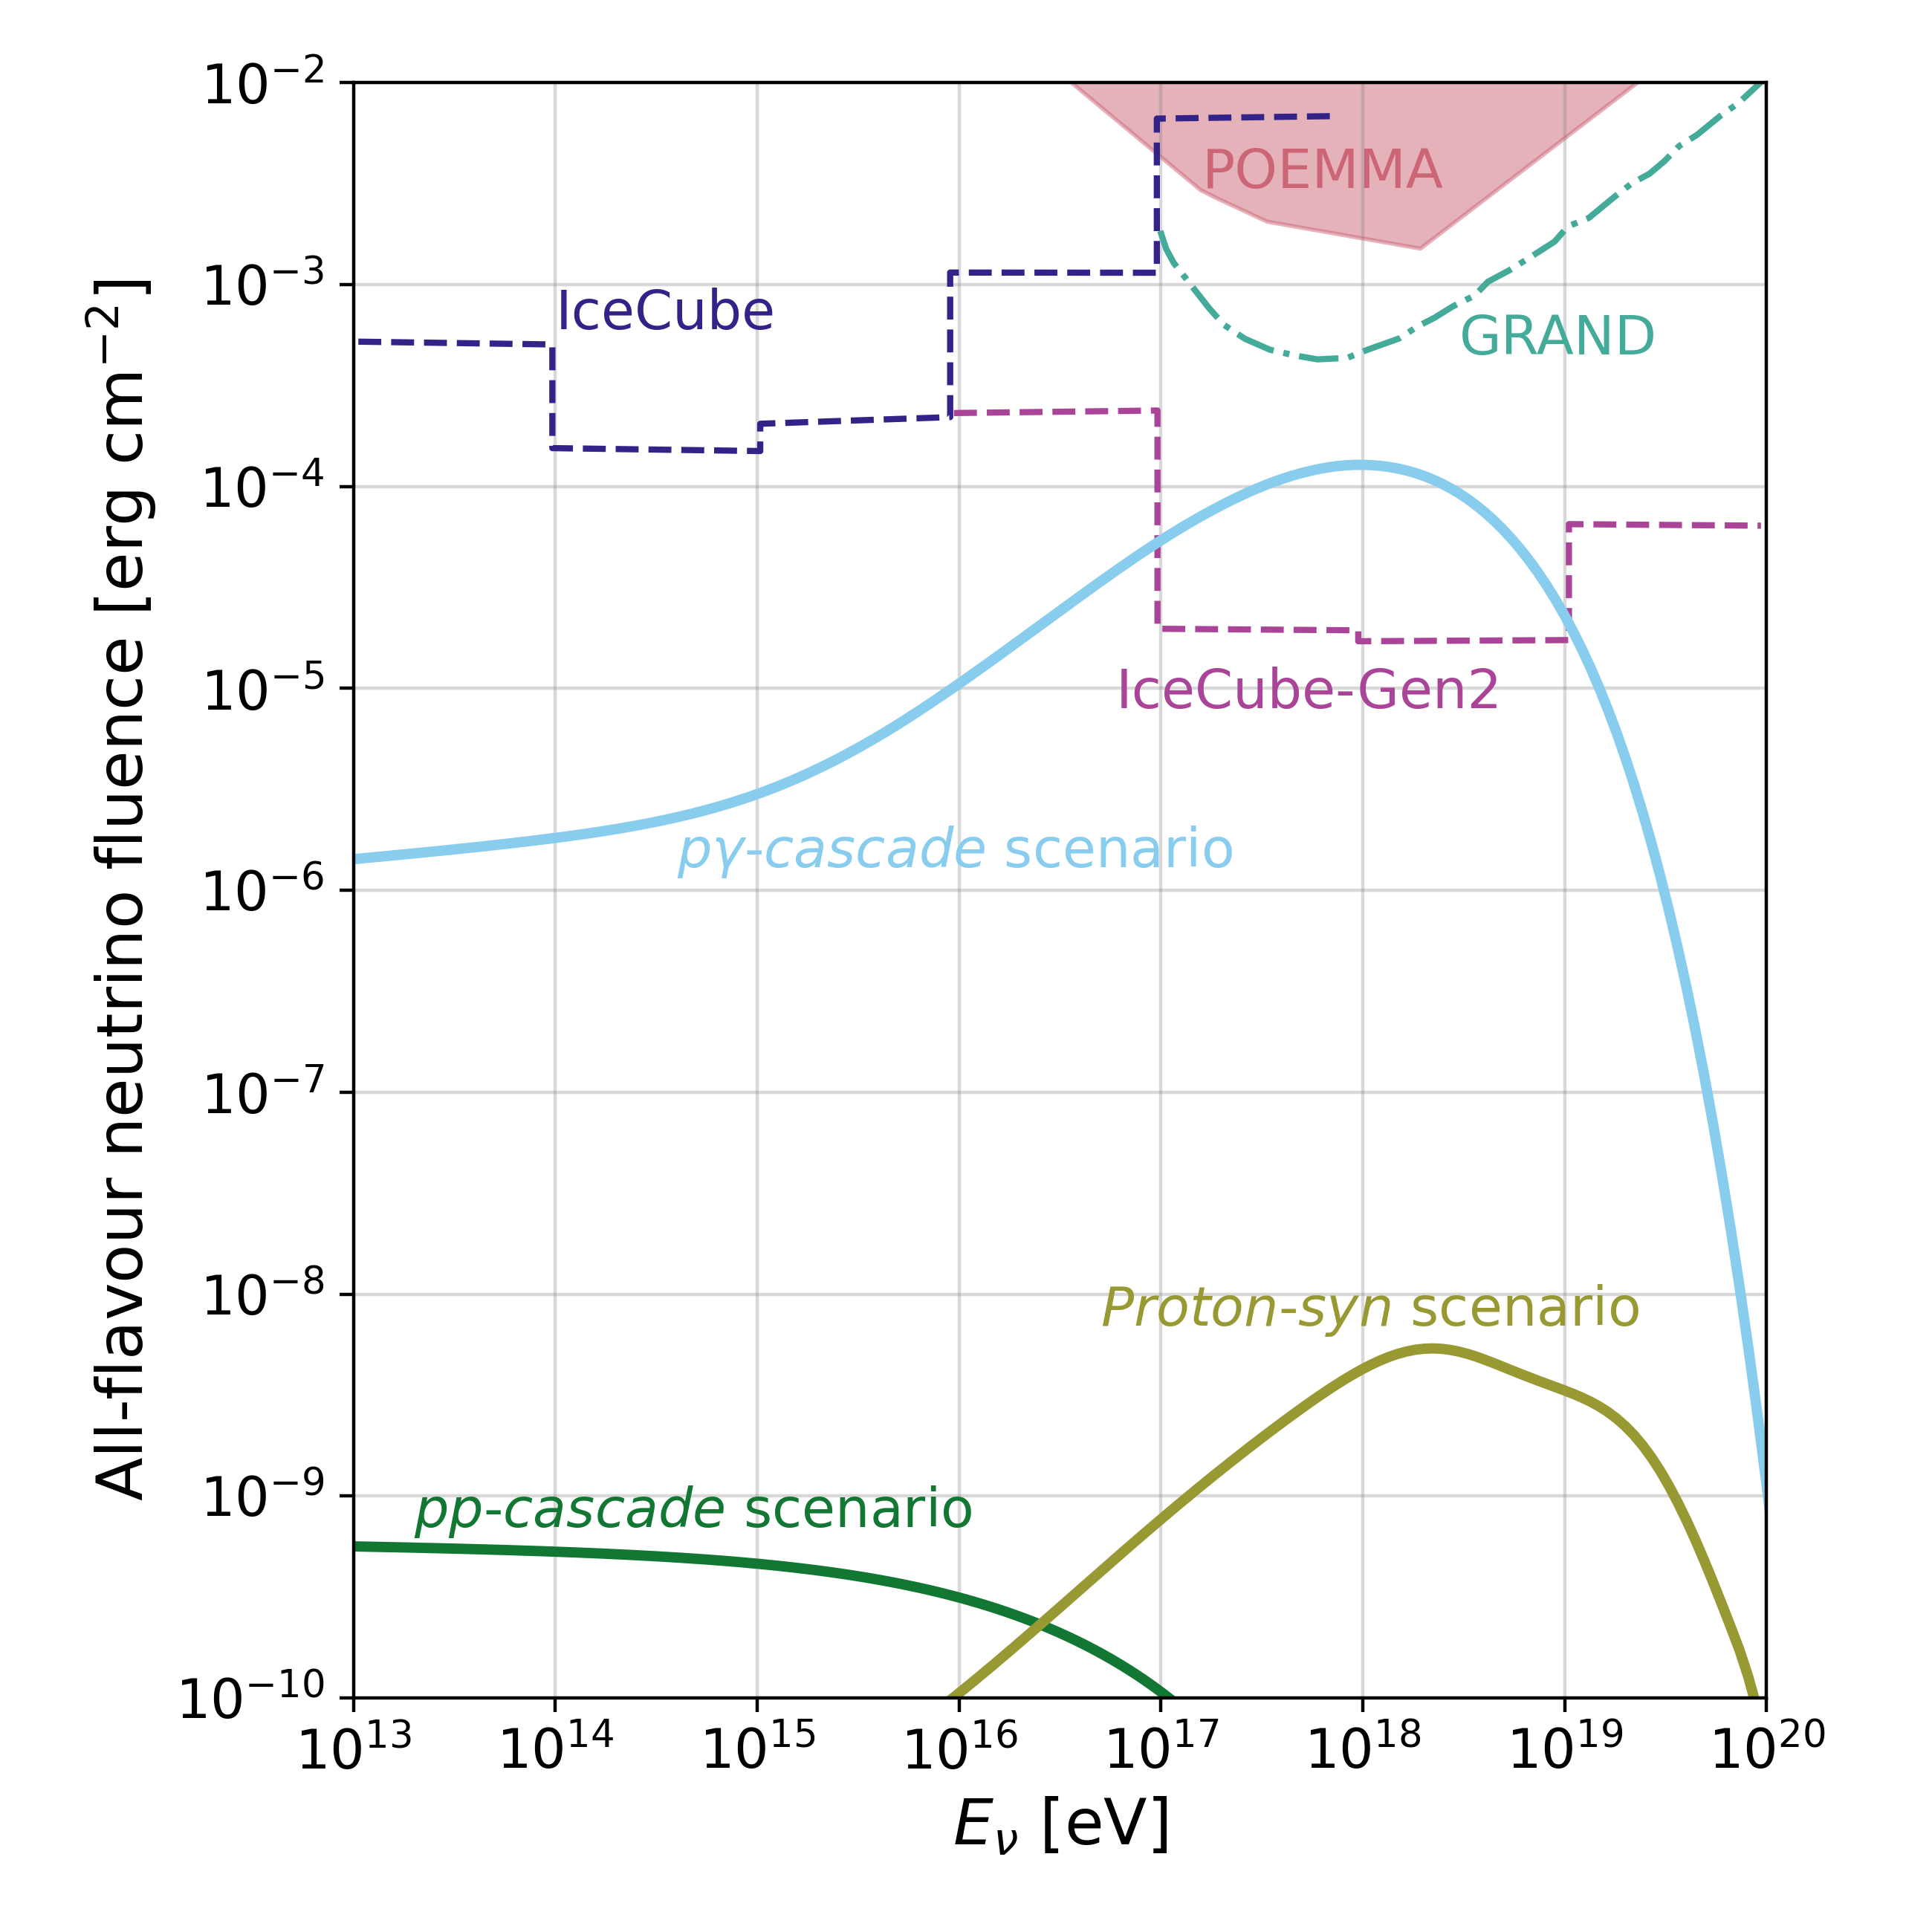 All-flavour neutrino fluence [erg cm⁻²]
10⁻²
10⁻³
10⁻⁴
10⁻⁵
10⁻⁶
10⁻⁷
10⁻⁸
10⁻⁹
10⁻¹⁰
POEMMA
IceCube
GRAND
IceCube-Gen2
pγ-cascade scenario
Proton-syn scenario
pp-cascade scenario
10¹³ 10¹⁴ 10¹⁵ 10¹⁶ 10¹⁷ 10¹⁸ 10¹⁹ 10²⁰
Eᵥ [eV]